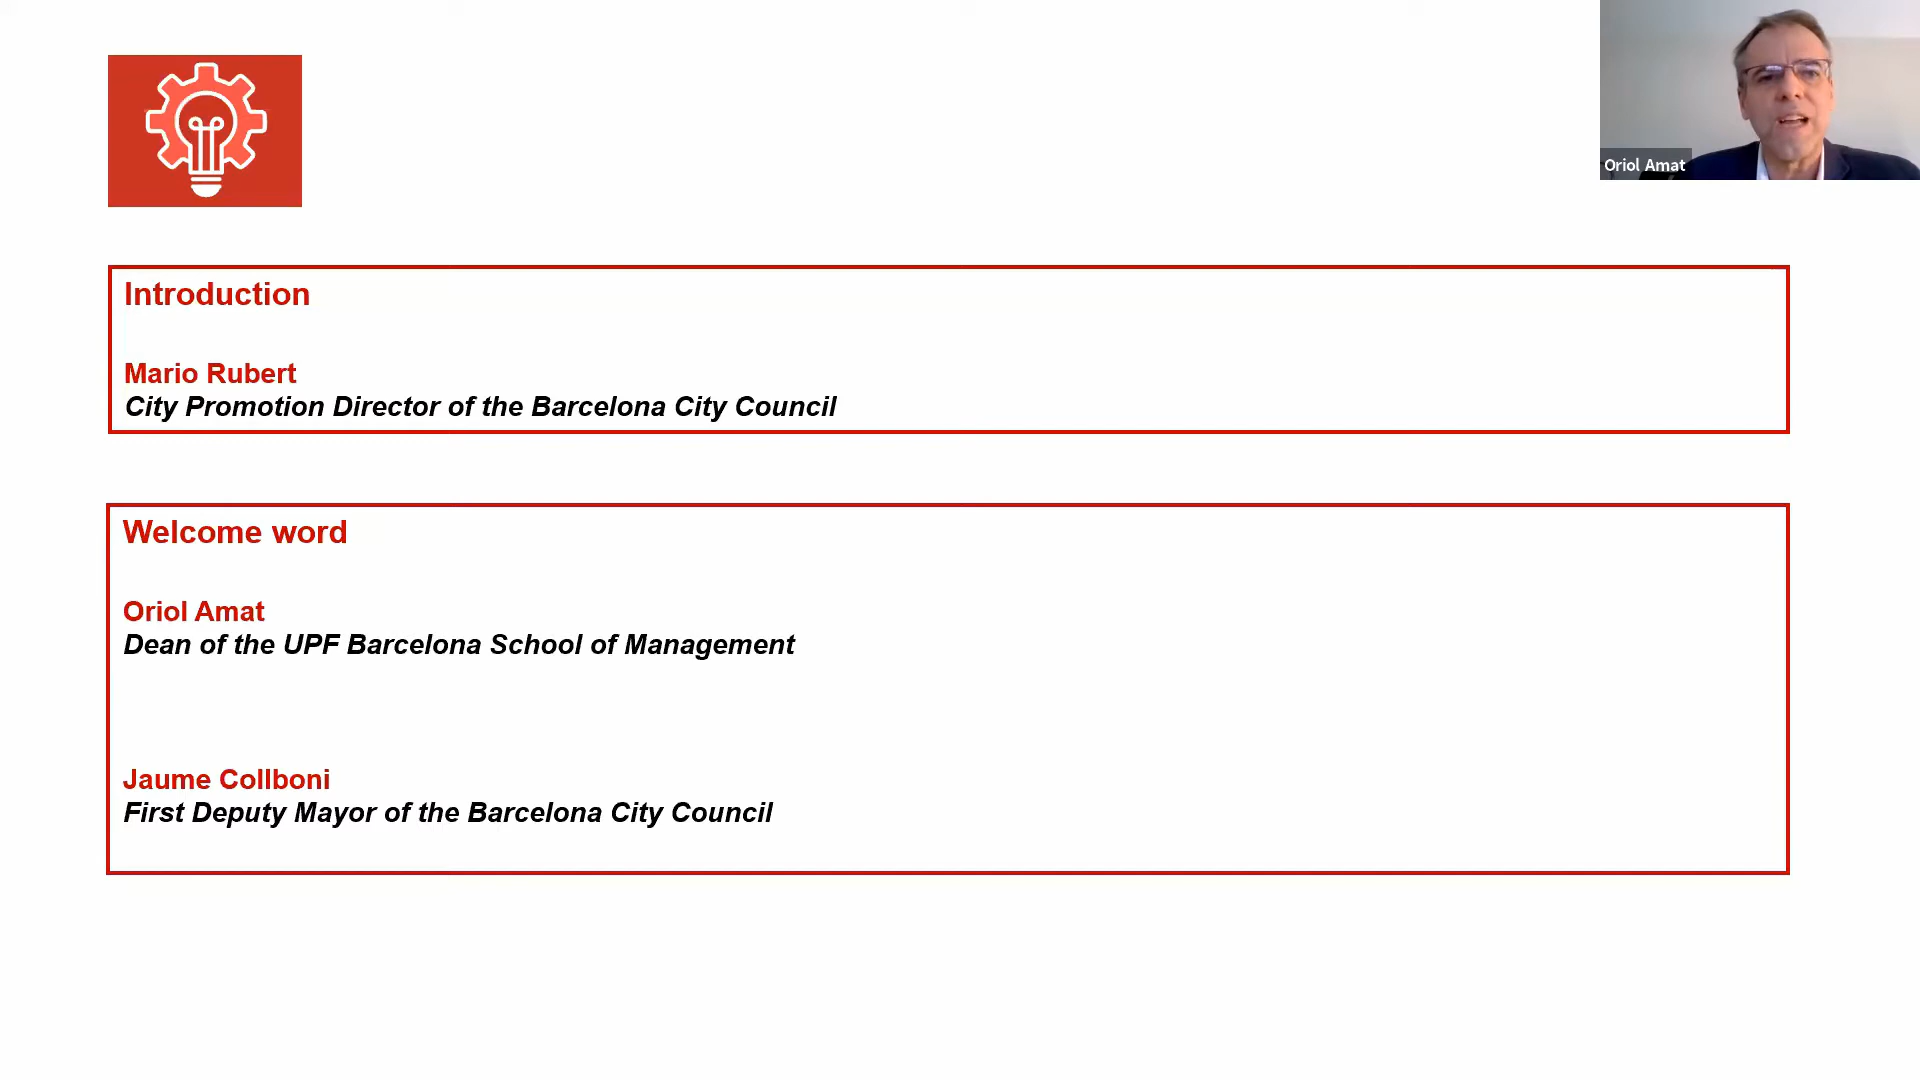 Oriol Amat
Introduction
Mario Rubert
City Promotion Director of the Barcelona City Council
Welcome word
Oriol Amat
Dean of the UPF Barcelona School of Management
Jaume Collboni
First Deputy Mayor of the Barcelona City Council